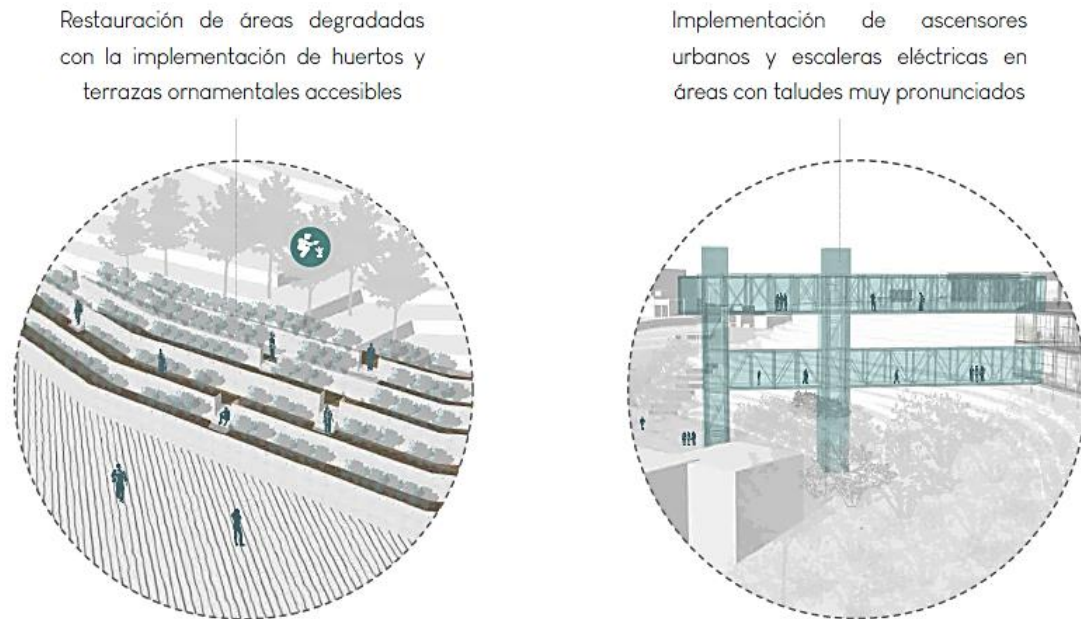 Restauración de áreas degradadas
con la implementación de huertos y
terrazas ornamentales accesibles
Implementación de ascensores
urbanos y escaleras eléctricas en
áreas con taludes muy pronunciados